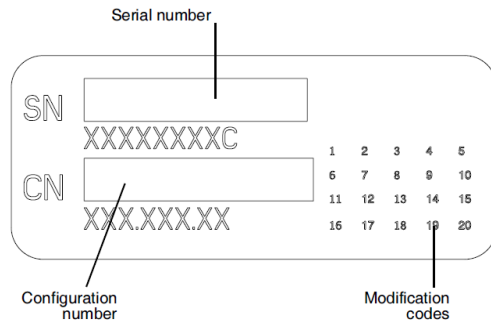 Serial number
SN
XXXXXXXXC
CN
XXX.XXX.XX
1 2 3 4 5
6 7 8 9 10
11 12 13 14 15
16 17 18 19 20
Configuration
number
Modification
codes